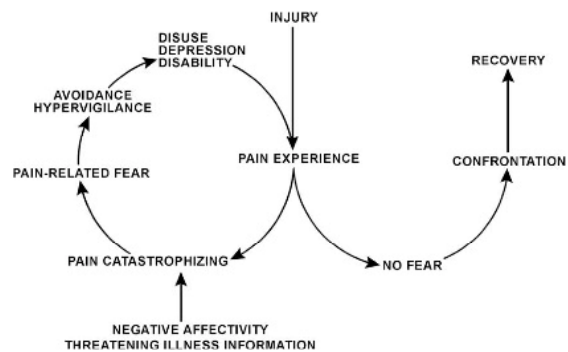 INJURY
DISUSE
DEPRESSION
DISABILITY
RECOVERY
AVOIDANCE
HYPERVIGILANCE
PAIN EXPERIENCE
CONFRONTATION
PAIN-RELATED FEAR
PAIN CATASTROPHIZING
NO FEAR
NEGATIVE AFFECTIVITY
THREATENING ILLNESS INFORMATION